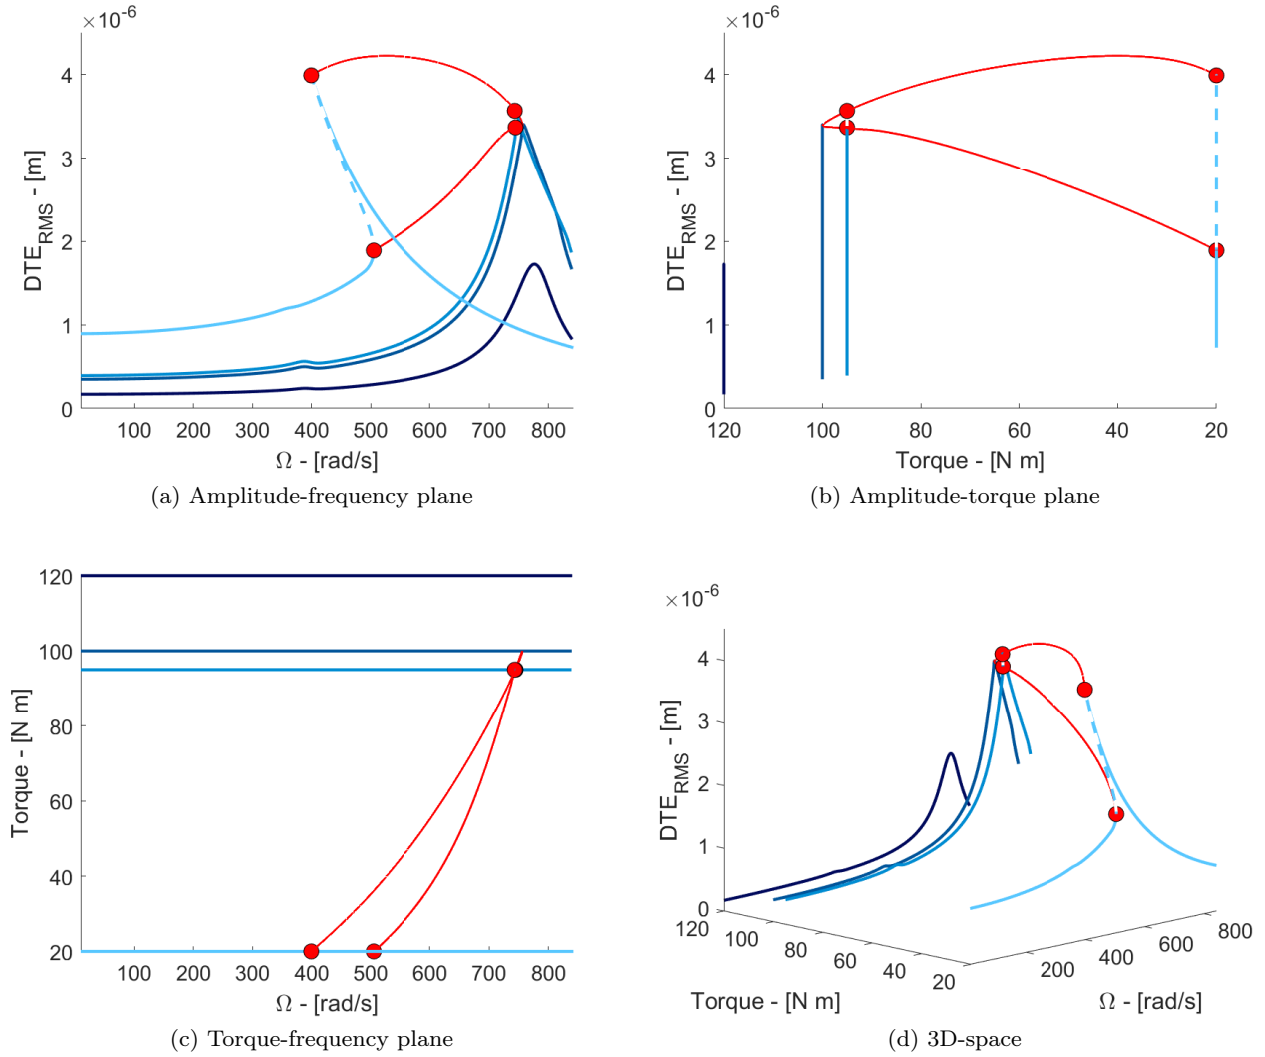 ×10-6
4
3
2
1
0
DTERMS - [m]
100 200 300 400 500 600 700 800
Ω - [rad/s]
(a) Amplitude-frequency plane
×10-6
4
3
2
1
0
DTERMS - [m]
120 100 80 60 40 20
Torque - [N m]
(b) Amplitude-torque plane
120
100
80
60
40
20
Torque - [N m]
100 200 300 400 500 600 700 800
Ω - [rad/s]
(c) Torque-frequency plane
×10-6
4
3
2
1
0
DTERMS - [m]
120 100 80 60 40 20
Torque - [N m]
200 400 600 800
Ω - [rad/s]
(d) 3D-space